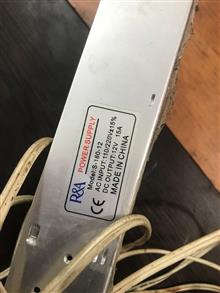 R&A
POWER SUPPLY
Model:S-180-12
AC INPUT:110/220V±15%
DC OUTPUT:12V 15A
MADE IN CHINA
CE